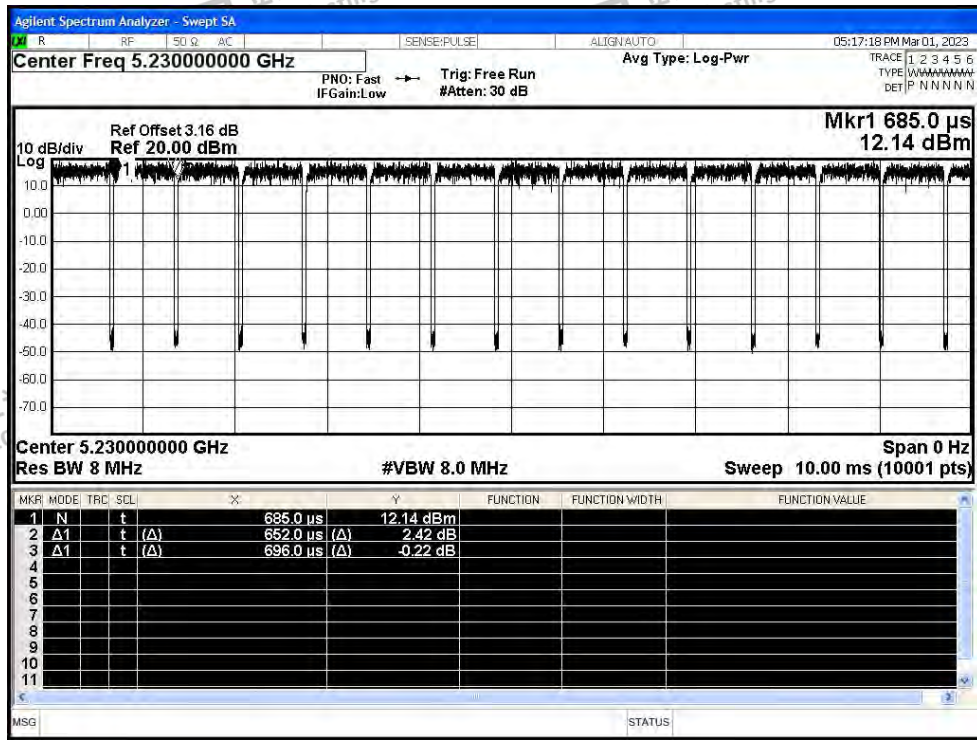 Agilent Spectrum Analyzer - Swept SA
LXI R RF 50 Ω AC SENSE:PULSE ALIGN AUTO 05:17:18 PM Mar 01, 2023
Center Freq 5.230000000 GHz
PNO: Fast
IFGain:Low
Trig: Free Run
#Atten: 30 dB
Avg Type: Log-Pwr
TRACE 1 2 3 4 5 6
TYPE
DET P N N N N N
Mkr1 685.0 µs
12.14 dBm
Ref Offset 3.16 dB
10 dB/div Ref 20.00 dBm
Log
1
10.0
0.00
-10.0
-20.0
-30.0
-40.0
-50.0
-60.0
-70.0
Center 5.230000000 GHz Span 0 Hz
Res BW 8 MHz #VBW 8.0 MHz Sweep 10.00 ms (10001 pts)
MKR MODE TRC SCL X Y FUNCTION FUNCTION WIDTH FUNCTION VALUE
1 N t 685.0 µs 12.14 dBm
2 Δ1 t (Δ) 652.0 µs (Δ) 2.42 dB
3 Δ1 t (Δ) 696.0 µs (Δ) -0.22 dB
4
5
6
7
8
9
10
11
MSG STATUS